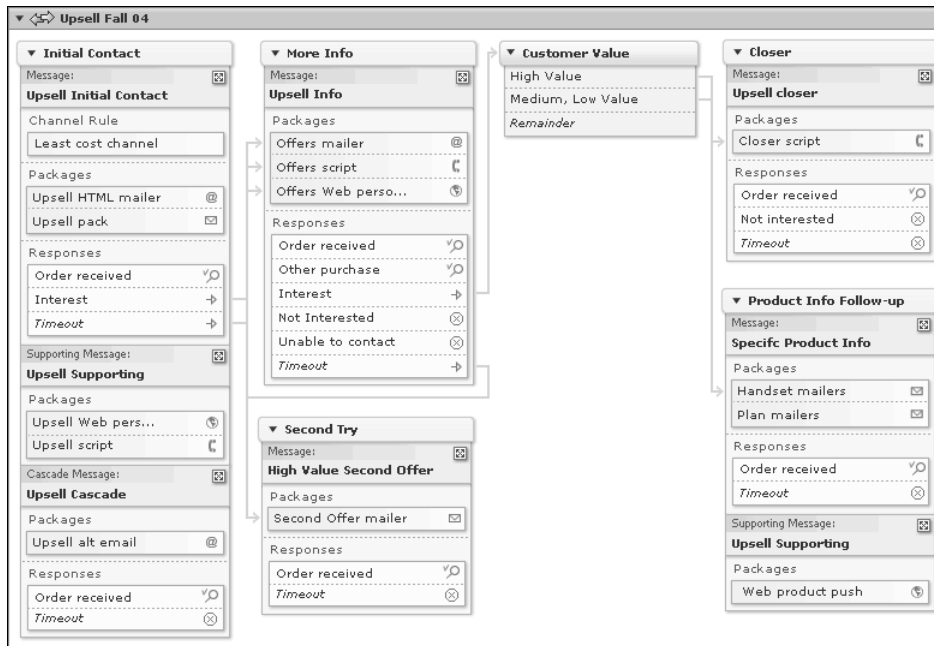 Upsell Fall 04
Initial Contact
Message:
Upsell Initial Contact
Channel Rule
Least cost channel
Packages
Upsell HTML mailer
Upsell pack
Responses
Order received
Interest
Timeout
Supporting Message:
Upsell Supporting
Packages
Upsell Web pers...
Upsell script
Cascade Message:
Upsell Cascade
Packages
Upsell alt email
Responses
Order received
Timeout
More Info
Message:
Upsell Info
Packages
Offers mailer
Offers script
Offers Web perso...
Responses
Order received
Other purchase
Interest
Not Interested
Unable to contact
Timeout
Second Try
Message:
High Value Second Offer
Packages
Second Offer mailer
Responses
Order received
Timeout
Customer Value
High Value
Medium, Low Value
Remainder
Closer
Message:
Upsell closer
Packages
Closer script
Responses
Order received
Not interested
Timeout
Product Info Follow-up
Message:
Specifc Product Info
Packages
Handset mailers
Plan mailers
Responses
Order received
Timeout
Supporting Message:
Upsell Supporting
Packages
Web product push